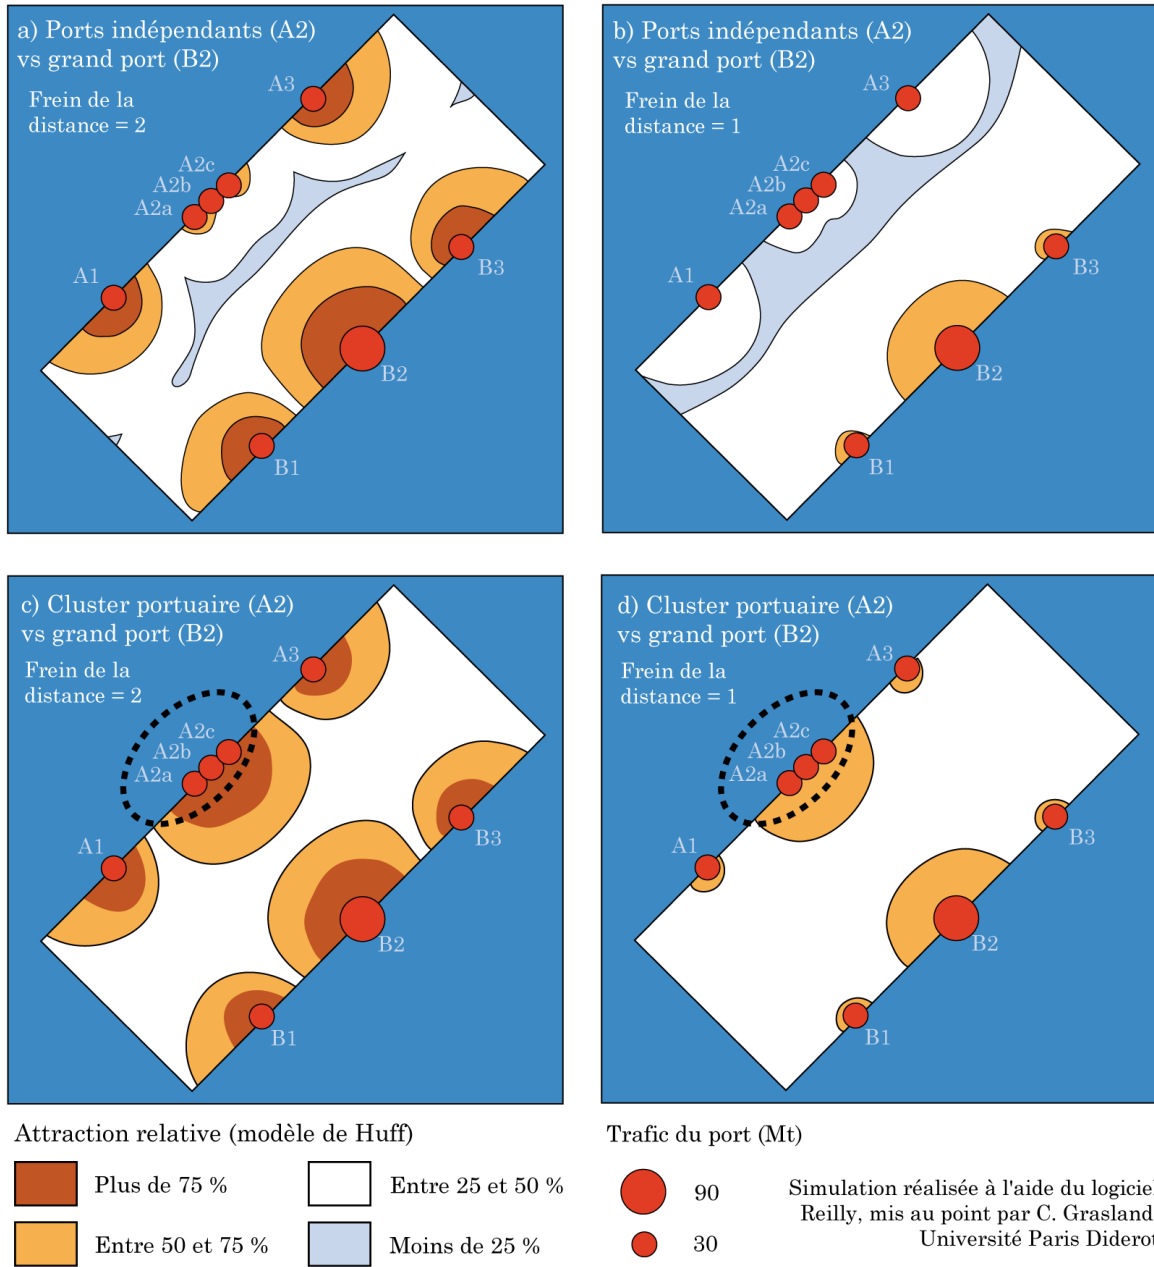 a) Ports indépendants (A2)
vs grand port (B2)
Frein de la
distance = 2
A3
A2c
A2b
A2a
A1
B3
B2
B1
b) Ports indépendants (A2)
vs grand port (B2)
Frein de la
distance = 1
A3
A2c
A2b
A2a
A1
B3
B2
B1
c) Cluster portuaire (A2)
vs grand port (B2)
Frein de la
distance = 2
A3
A2c
A2b
A2a
A1
B3
B2
B1
d) Cluster portuaire (A2)
vs grand port (B2)
Frein de la
distance = 1
A3
A2c
A2b
A2a
A1
B3
B2
B1
Attraction relative (modèle de Huff)
Plus de 75 %
Entre 50 et 75 %
Entre 25 et 50 %
Moins de 25 %
Trafic du port (Mt)
90
30
Simulation réalisée à l'aide du logiciel
Reilly, mis au point par C. Grasland
Université Paris Diderot